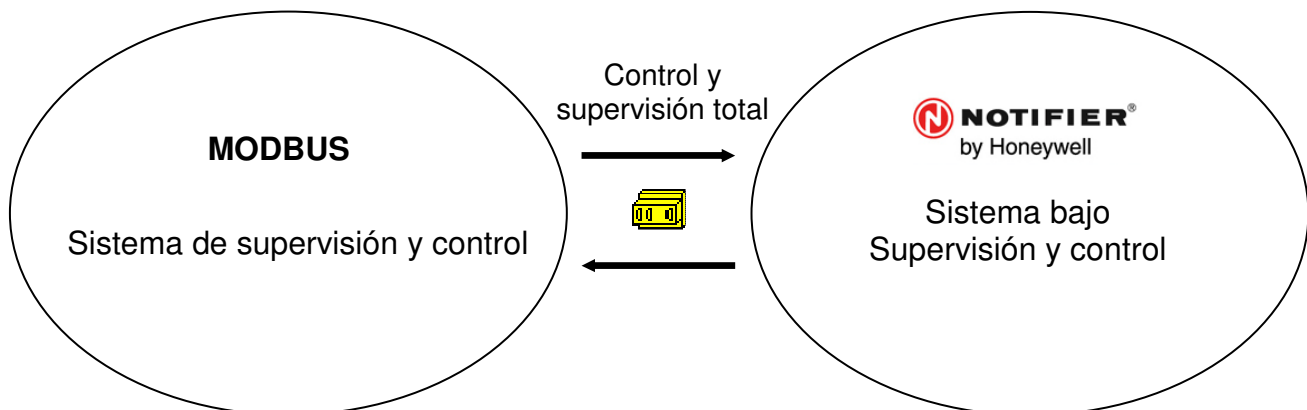 MODBUS
Sistema de supervisión y control
Control y
supervisión total
N NOTIFIER®
by Honeywell
Sistema bajo
Supervisión y control